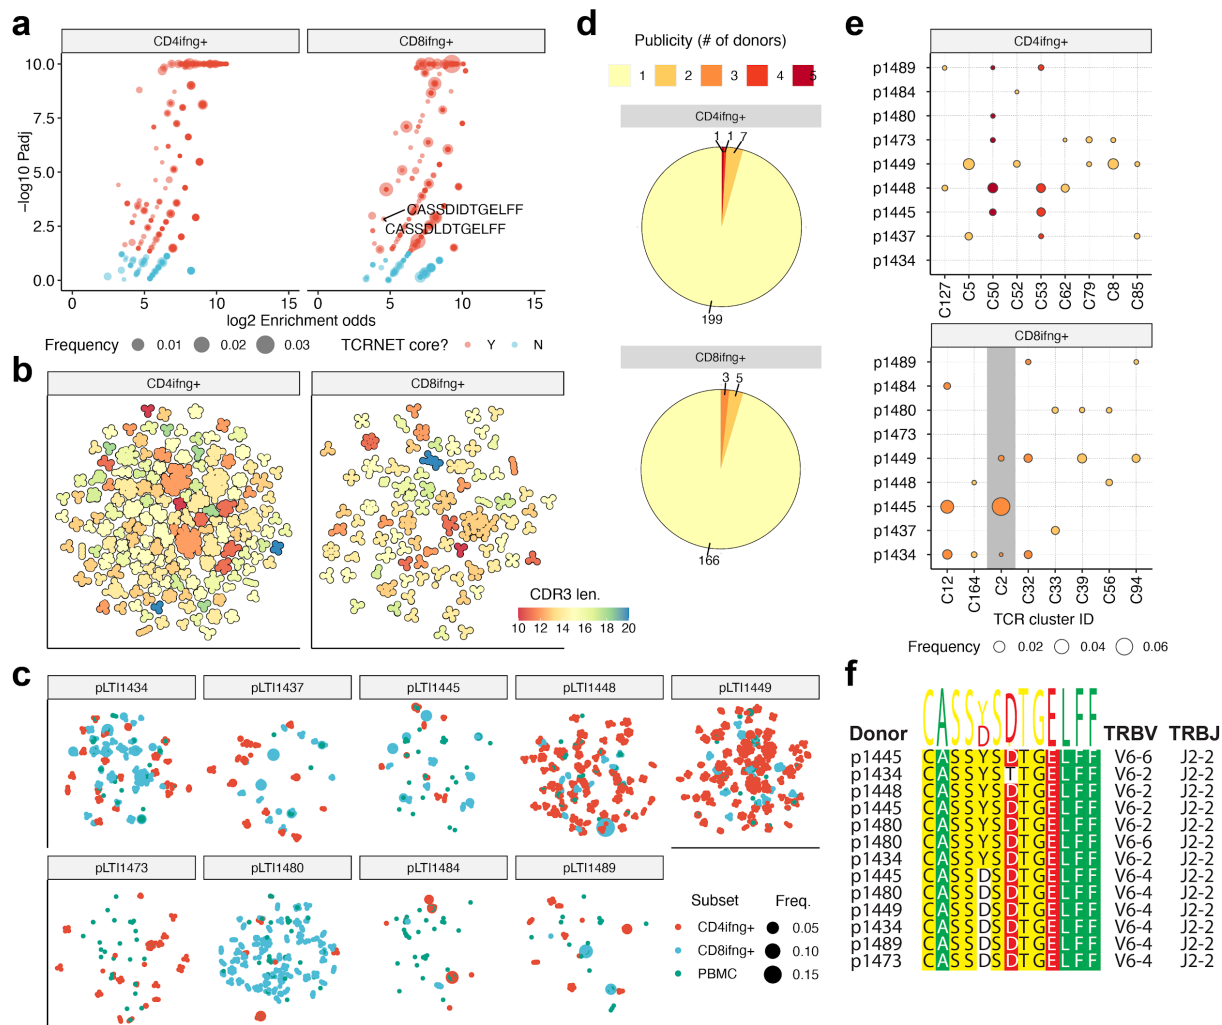 a
CD4ifng+
CD8ifng+
−log10 Padj
10.0
7.5
5.0
2.5
0.0
CASSDIDTGELFF
CASSDLDTGELFF
0 5 10 15
0 5 10 15
log2 Enrichment odds
Frequency 0.01 0.02 0.03 TCRNET core? Y N
b
CD4ifng+
CD8ifng+
CDR3 len.
10 12 14 16 18 20
c
pLTI1434
pLTI1437
pLTI1445
pLTI1448
pLTI1449
pLTI1473
pLTI1480
pLTI1484
pLTI1489
Subset
CD4ifng+
CD8ifng+
PBMC
Freq.
0.05
0.10
0.15
d
Publicity (# of donors)
1 2 3 4 5
CD4ifng+
1 1 7
199
CD8ifng+
3 5
166
e
CD4ifng+
p1489
p1484
p1480
p1473
p1449
p1448
p1445
p1437
p1434
C127 C5 C50 C52 C53 C62 C79 C8 C85
CD8ifng+
p1489
p1484
p1480
p1473
p1449
p1448
p1445
p1437
p1434
C12 C164 C2 C32 C33 C39 C56 C94
TCR cluster ID
Frequency 0.02 0.04 0.06
f
CASSYSDTGELFF
D
Donor TRBV TRBJ
p1445 CASSYSDTGELFF V6-6 J2-2
p1434 CASSYSTTGELFF V6-2 J2-2
p1448 CASSYSDTGELFF V6-2 J2-2
p1445 CASSYSDTGELFF V6-2 J2-2
p1480 CASSYSDTGELFF V6-2 J2-2
p1480 CASSYSDTGELFF V6-6 J2-2
p1434 CASSYSDTGELFF V6-2 J2-2
p1445 CASSDSDTGELFF V6-4 J2-2
p1480 CASSDSDTGELFF V6-4 J2-2
p1449 CASSDSDTGELFF V6-4 J2-2
p1434 CASSDSDTGELFF V6-4 J2-2
p1489 CASSDSDTGELFF V6-4 J2-2
p1473 CASSDSDTGELFF V6-4 J2-2